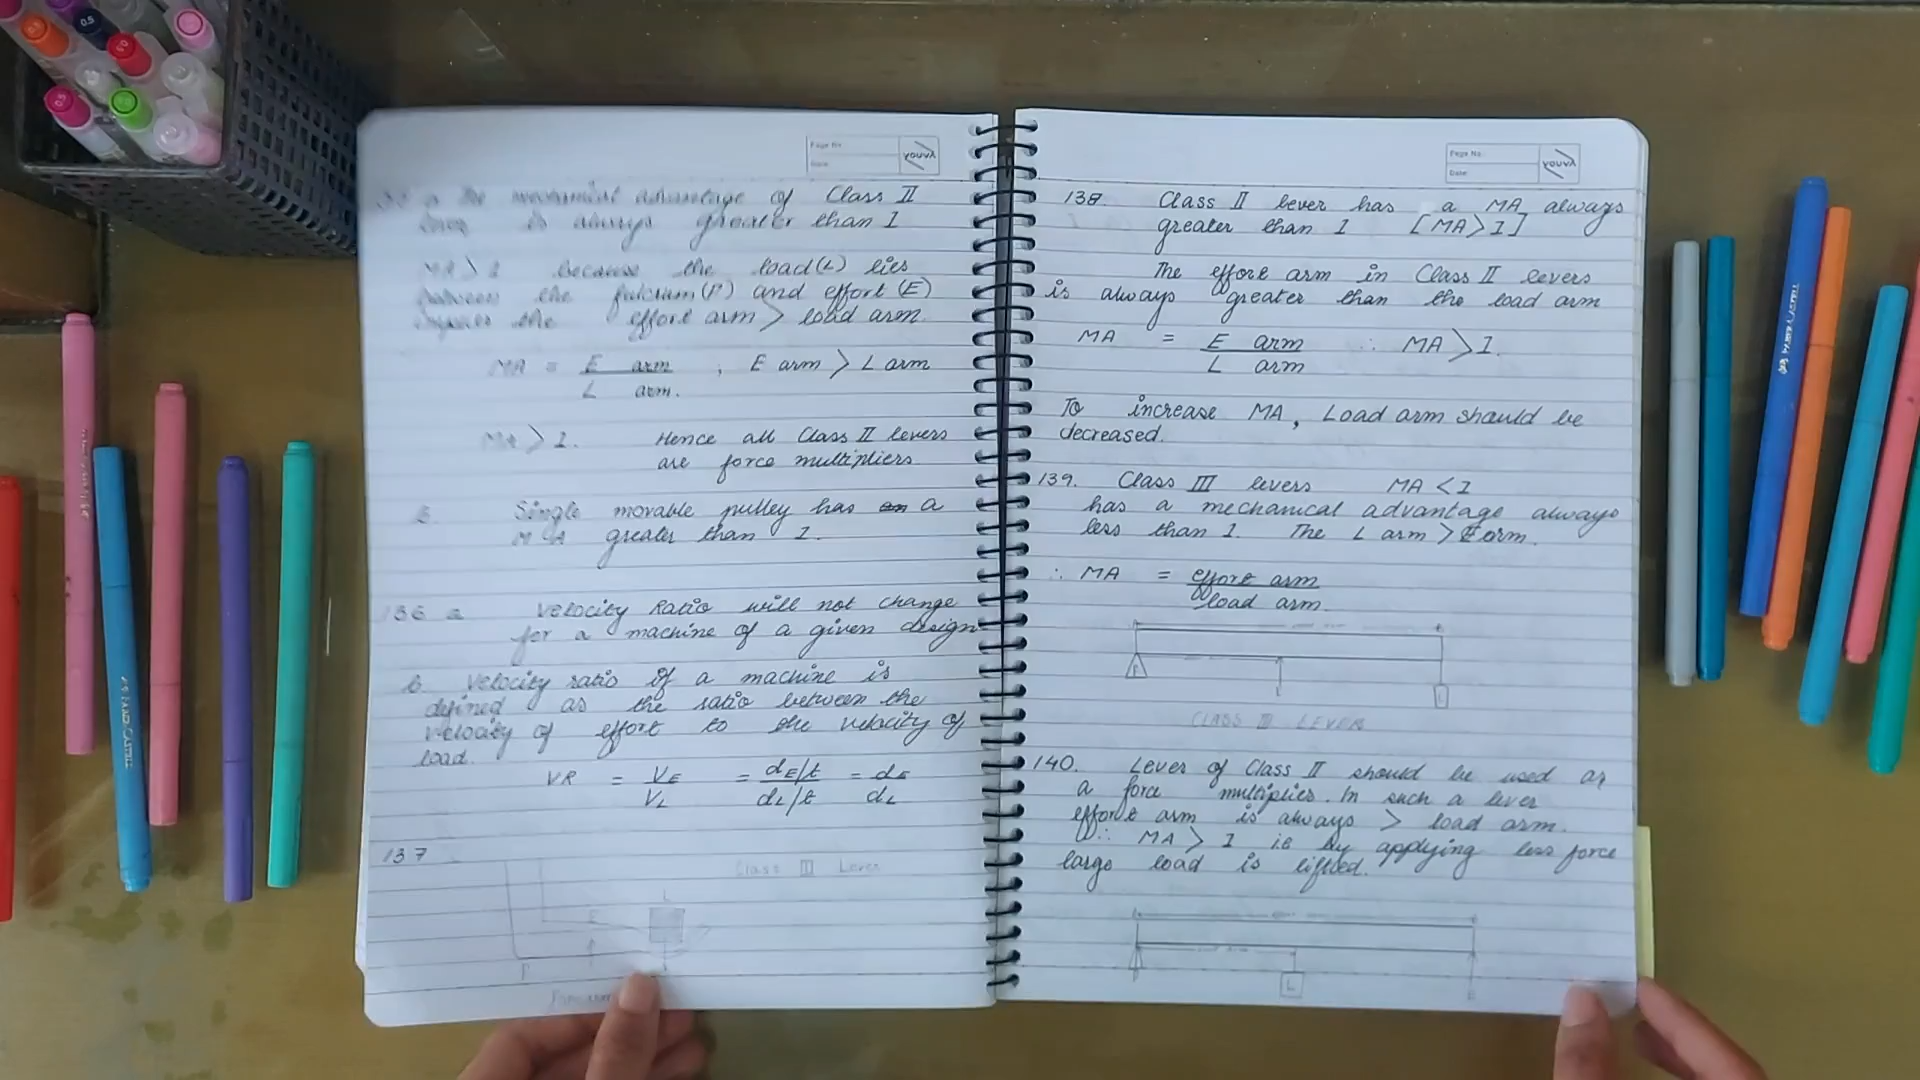 Page No.
Date
youva
a the mechanical advantage of Class II
is always greater than 1
MA > 1 because the load(L) lies
between the fulcrum(F) and effort (E)
the effort arm > load arm.
MA = E arm ; E arm > L arm
L arm.
MA > 1. Hence all Class II levers
are force multipliers
b. Single movable pulley has a
M A greater than 1.
136 a Velocity Ratio will not change
for a machine of a given design
b. Velocity ratio of a machine is
defined as the ratio between the
velocity of effort to the velocity of
load.
VR = VE = dE/t = dE
VL dL/t dL
137
Class III Lever
L
E
F
Page No.
Date
youva
138 Class II lever has a MA always
greater than 1 [MA > 1]
The effort arm in Class II levers
is always greater than the load arm
MA = E arm ∴ MA > 1.
L arm
To increase MA, Load arm should be
decreased.
139. Class III levers MA < 1
has a mechanical advantage always
less than 1. The L arm > E arm.
∴ MA = effort arm
load arm
F
L
CLASS III LEVER
140. Lever of Class II should be used as
a force multiplier. In such a lever
effort arm is always > load arm.
∴ MA > 1 i.e by applying less force
large load is lifted.
F
L
E